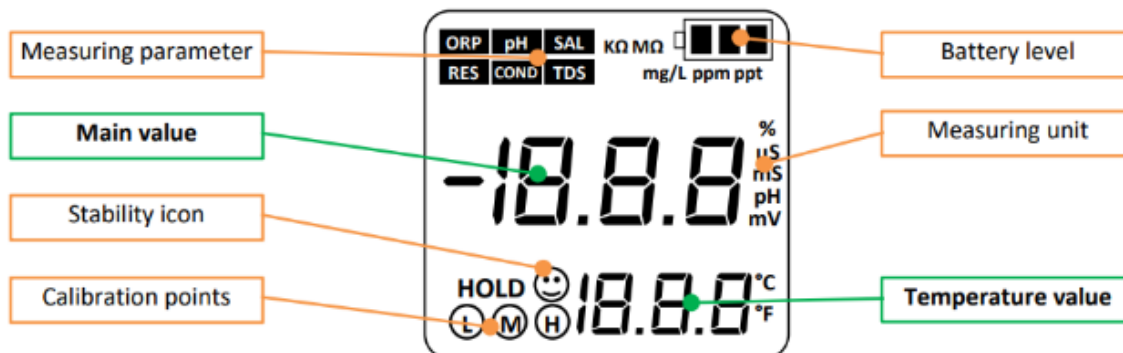 Measuring parameter
Main value
Stability icon
Calibration points
ORP pH SAL
RES COND TDS
KΩ MΩ
mg/L ppm ppt
-18.8.8
%
µS
mS
pH
mV
HOLD
L M H
18.8.8
°C
°F
Battery level
Measuring unit
Temperature value